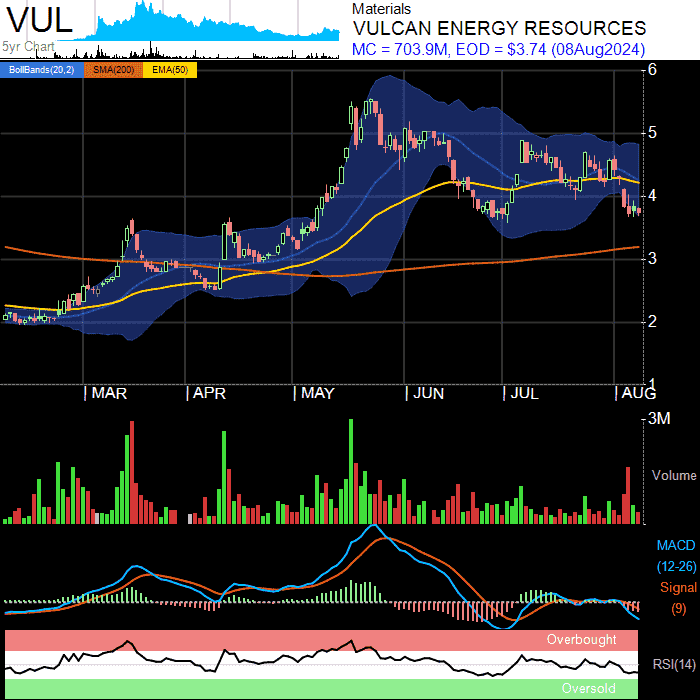 VUL
5yr Chart
Materials
VULCAN ENERGY RESOURCES
MC = 703.9M, EOD = $3.74 (08Aug2024)
BollBands(20,2) SMA(200) EMA(50)
6
5
4
3
2
1
MAR APR MAY JUN JUL AUG
3M
Volume
MACD
(12-26)
Signal
(9)
Overbought
RSI(14)
Oversold